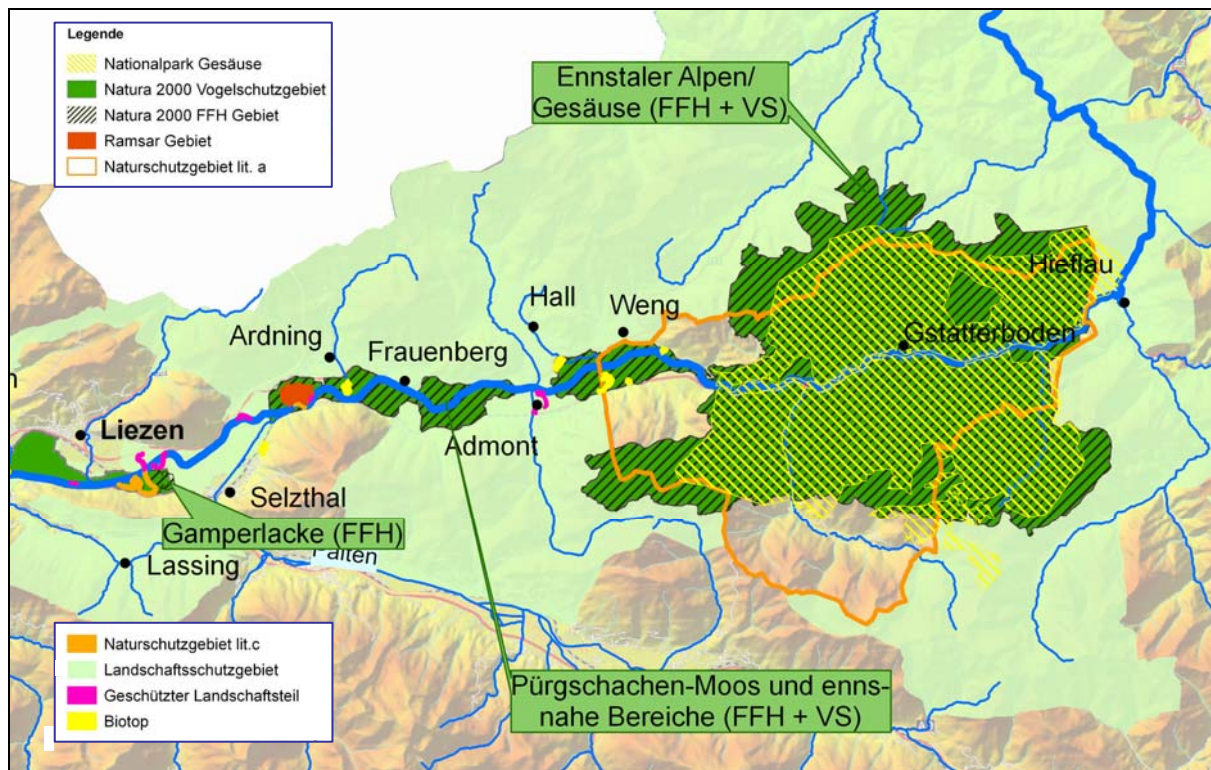 Legende
Nationalpark Gesäuse
Natura 2000 Vogelschutzgebiet
Natura 2000 FFH Gebiet
Ramsar Gebiet
Naturschutzgebiet lit. a
Ennstaler Alpen/
Gesäuse (FFH + VS)
Hall
Weng
Hieflau
Ardning
Frauenberg
Gstatterboden
n
Liezen
Admont
Selzthal
Gamperlacke (FFH)
Palten
Lassing
Naturschutzgebiet lit.c
Landschaftsschutzgebiet
Geschützter Landschaftsteil
Biotop
Pürgschachen-Moos und enns-
nahe Bereiche (FFH + VS)